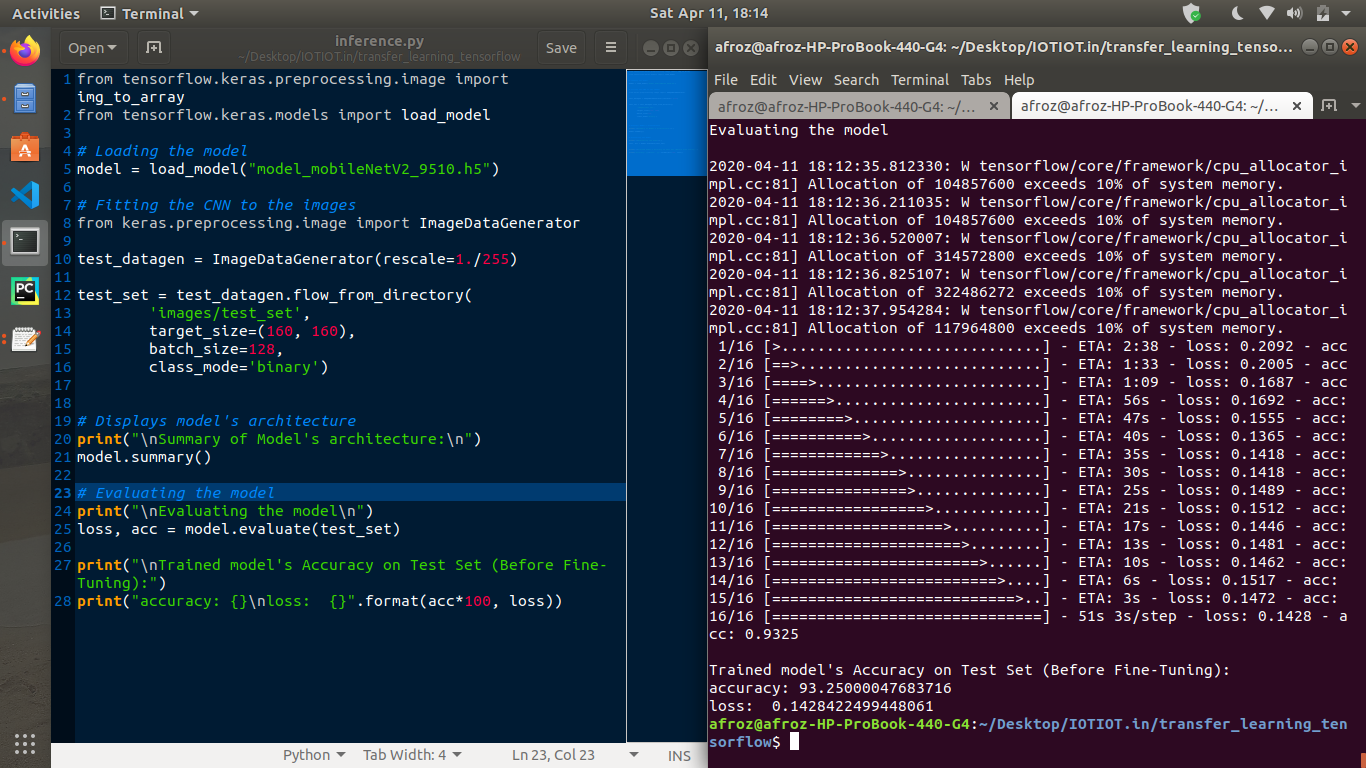 Activities
Terminal
Sat Apr 11, 18:14
Open
inference.py
~/Desktop/IOTIOT.in/transfer_learning_tensorflow
Save
1 from tensorflow.keras.preprocessing.image import
img_to_array
2 from tensorflow.keras.models import load_model
3
4 # Loading the model
5 model = load_model("model_mobileNetV2_9510.h5")
6
7 # Fitting the CNN to the images
8 from keras.preprocessing.image import ImageDataGenerator
9
10 test_datagen = ImageDataGenerator(rescale=1./255)
11
12 test_set = test_datagen.flow_from_directory(
13 'images/test_set',
14 target_size=(160, 160),
15 batch_size=128,
16 class_mode='binary')
17
18
19 # Displays model's architecture
20 print("\nSummary of Model's architecture:\n")
21 model.summary()
22
23 # Evaluating the model
24 print("\nEvaluating the model\n")
25 loss, acc = model.evaluate(test_set)
26
27 print("\nTrained model's Accuracy on Test Set (Before Fine-
Tuning):")
28 print("accuracy: {}\nloss:  {}".format(acc*100, loss))
Python
Tab Width: 4
Ln 23, Col 23
INS
PC
afroz@afroz-HP-ProBook-440-G4: ~/Desktop/IOTIOT.in/transfer_learning_tenso...
File Edit View Search Terminal Tabs Help
afroz@afroz-HP-ProBook-440-G4: ~/...
afroz@afroz-HP-ProBook-440-G4: ~/...
Evaluating the model
2020-04-11 18:12:35.812330: W tensorflow/core/framework/cpu_allocator_i
mpl.cc:81] Allocation of 104857600 exceeds 10% of system memory.
2020-04-11 18:12:36.211035: W tensorflow/core/framework/cpu_allocator_i
mpl.cc:81] Allocation of 104857600 exceeds 10% of system memory.
2020-04-11 18:12:36.520007: W tensorflow/core/framework/cpu_allocator_i
mpl.cc:81] Allocation of 314572800 exceeds 10% of system memory.
2020-04-11 18:12:36.825107: W tensorflow/core/framework/cpu_allocator_i
mpl.cc:81] Allocation of 322486272 exceeds 10% of system memory.
2020-04-11 18:12:37.954284: W tensorflow/core/framework/cpu_allocator_i
mpl.cc:81] Allocation of 117964800 exceeds 10% of system memory.
1/16 [>.............................] - ETA: 2:38 - loss: 0.2092 - acc
2/16 [==>...........................] - ETA: 1:33 - loss: 0.2005 - acc
3/16 [====>.........................] - ETA: 1:09 - loss: 0.1687 - acc
4/16 [======>.......................] - ETA: 56s - loss: 0.1692 - acc:
5/16 [========>.....................] - ETA: 47s - loss: 0.1555 - acc:
6/16 [==========>...................] - ETA: 40s - loss: 0.1365 - acc:
7/16 [============>.................] - ETA: 35s - loss: 0.1418 - acc:
8/16 [==============>...............] - ETA: 30s - loss: 0.1418 - acc:
9/16 [===============>..............] - ETA: 25s - loss: 0.1489 - acc:
10/16 [=================>............] - ETA: 21s - loss: 0.1512 - acc:
11/16 [===================>..........] - ETA: 17s - loss: 0.1446 - acc:
12/16 [=====================>........] - ETA: 13s - loss: 0.1481 - acc:
13/16 [=======================>......] - ETA: 10s - loss: 0.1462 - acc:
14/16 [=========================>....] - ETA: 6s - loss: 0.1517 - acc:
15/16 [===========================>..] - ETA: 3s - loss: 0.1472 - acc:
16/16 [==============================] - 51s 3s/step - loss: 0.1428 - a
cc: 0.9325
Trained model's Accuracy on Test Set (Before Fine-Tuning):
accuracy: 93.25000047683716
loss:  0.1428422499448061
afroz@afroz-HP-ProBook-440-G4:~/Desktop/IOTIOT.in/transfer_learning_ten
sorflow$